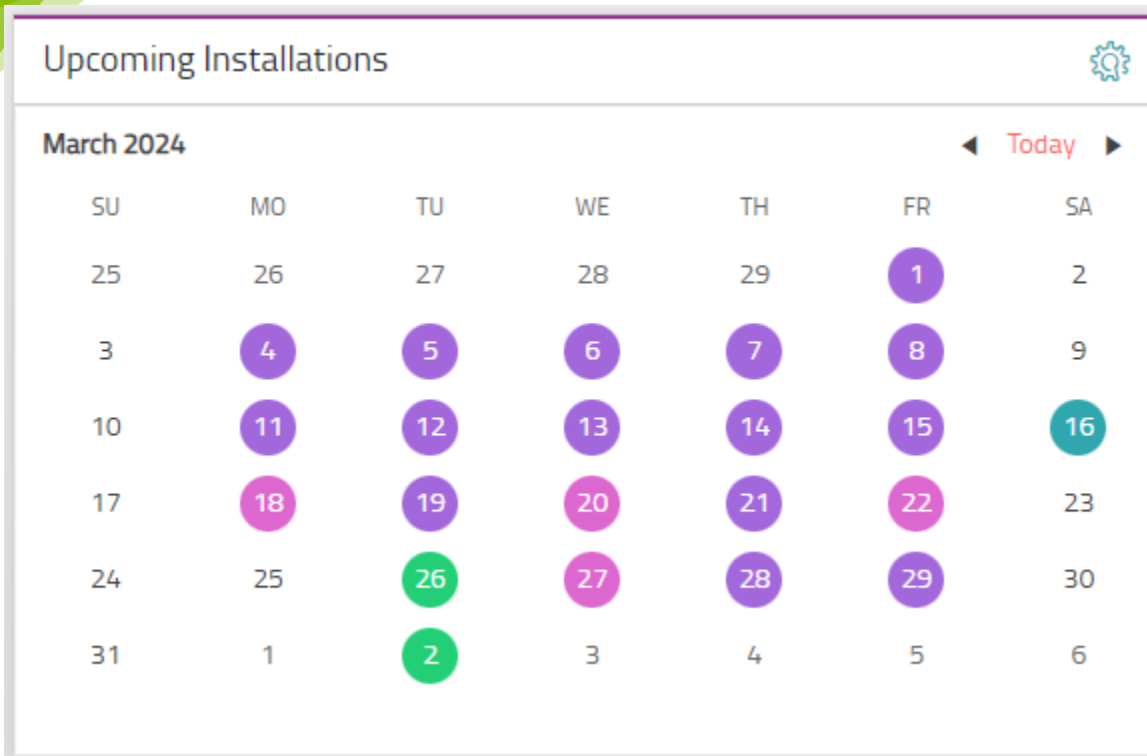 Upcoming Installations
March 2024 ◀ Today ▶
SU MO TU WE TH FR SA
25 26 27 28 29 1 2
3 4 5 6 7 8 9
10 11 12 13 14 15 16
17 18 19 20 21 22 23
24 25 26 27 28 29 30
31 1 2 3 4 5 6